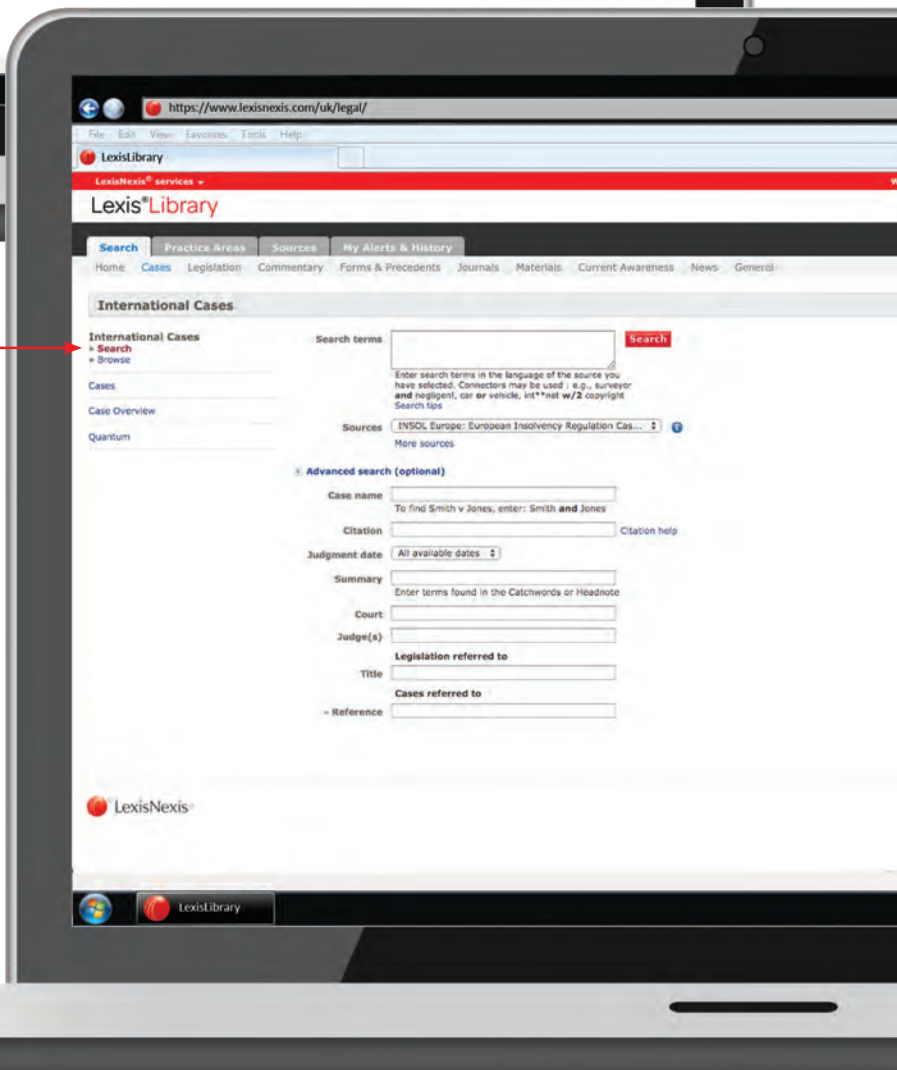 https://www.lexisnexis.com/uk/legal/
File Edit View Favorites Tools Help
LexisLibrary
LexisNexis® services
Lexis®Library
Search Practice Areas Sources My Alerts & History
Home Cases Legislation Commentary Forms & Precedents Journals Materials Current Awareness News General
International Cases
International Cases
» Search
» Browse
Cases
Case Overview
Quantum
Search terms
Search
Enter search terms in the language of the source you
have selected. Connectors may be used : e.g., surveyor
and negligent, car or vehicle, int**not w/2 copyright
Search tips
Sources INSOL Europe: European Insolvency Regulation Cas...
More sources
Advanced search (optional)
Case name
To find Smith v Jones, enter: Smith and Jones
Citation Citation help
Judgment date All available dates
Summary
Enter terms found in the Catchwords or Headnote
Court
Judge(s)
Legislation referred to
Title
Cases referred to
Reference
LexisNexis®
LexisLibrary